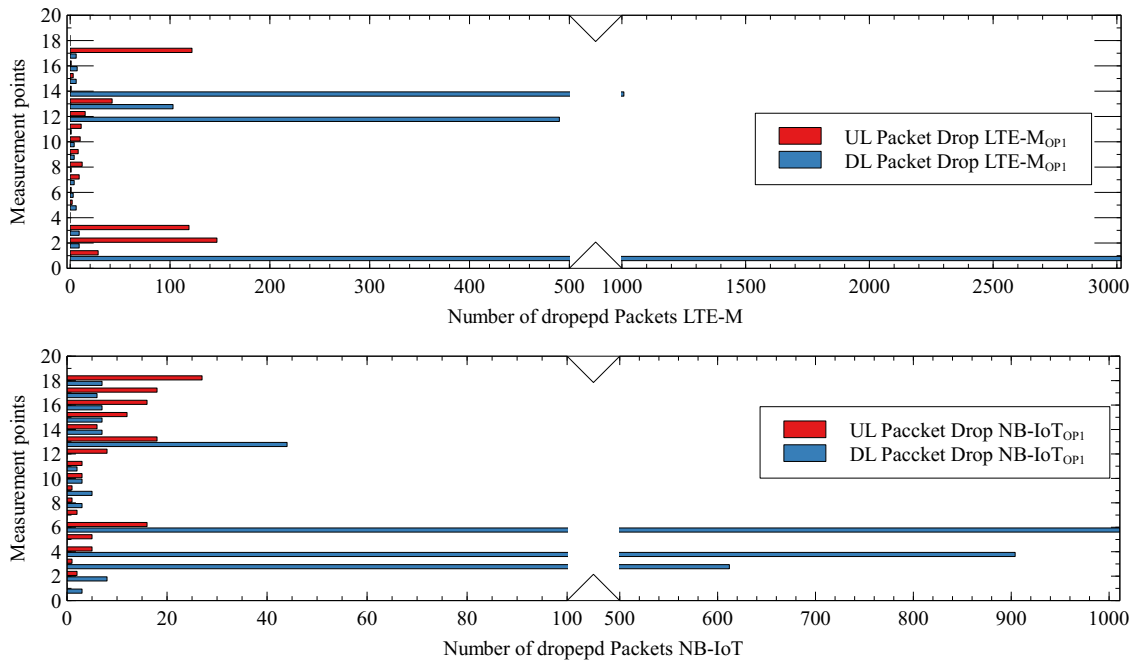 20
18
16
14
12
10
8
6
4
2
0
Measurement points
UL Packet Drop LTE-MOP1
DL Packet Drop LTE-MOP1
0 100 200 300 400 500 1000 1500 2000 2500 3000
Number of dropepd Packets LTE-M
20
18
16
14
12
10
8
6
4
2
0
Measurement points
UL Paccket Drop NB-IoTOP1
DL Paccket Drop NB-IoTOP1
0 20 40 60 80 100 500 600 700 800 900 1000
Number of dropepd Packets NB-IoT